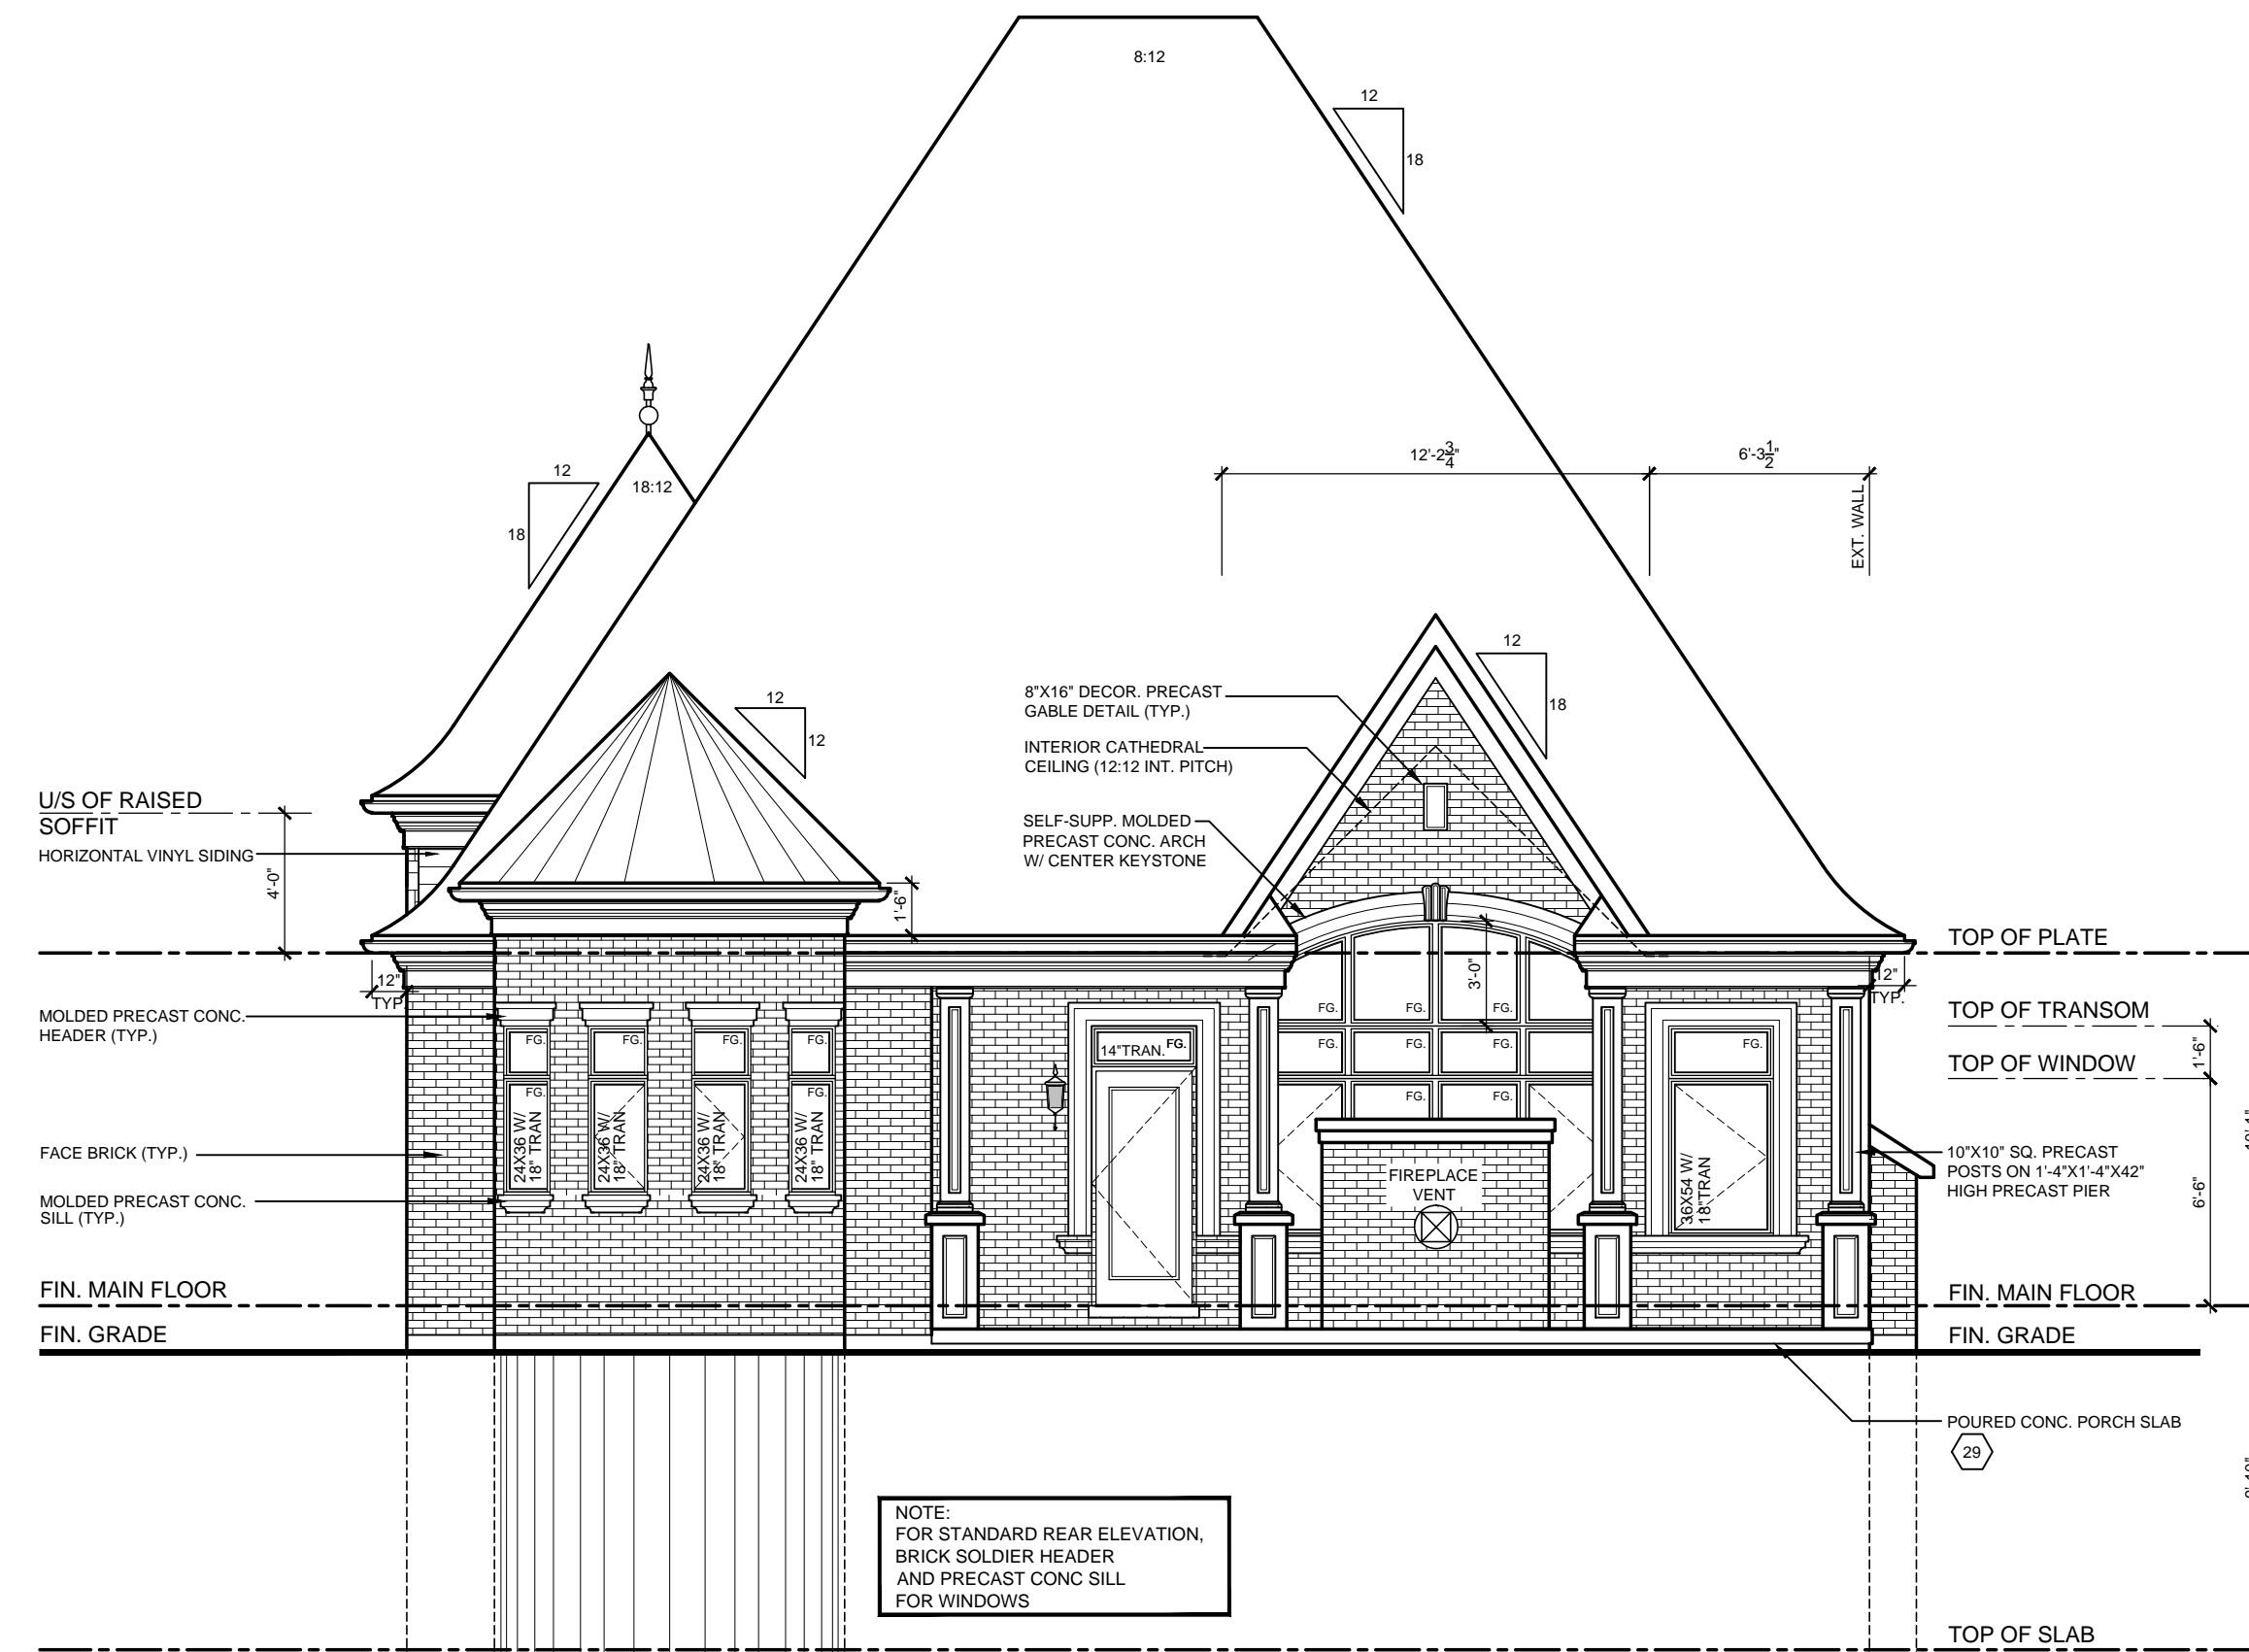 8:12
12
18
12
18:12
18
12'-2 3/4"
6'-3 1/2"
EXT. WALL
12
18
12
12
8"X16" DECOR. PRECAST
GABLE DETAIL (TYP.)
INTERIOR CATHEDRAL
CEILING (12:12 INT. PITCH)
SELF-SUPP. MOLDED
PRECAST CONC. ARCH
W/ CENTER KEYSTONE
U/S OF RAISED
SOFFIT
HORIZONTAL VINYL SIDING
4'-0"
1'-6"
3'-0"
TOP OF PLATE
12"
TYP.
12"
TYP.
MOLDED PRECAST CONC.
HEADER (TYP.)
TOP OF TRANSOM
TOP OF WINDOW
1'-6"
FG. FG. FG.
FG. FG. FG. FG.
14"TRAN. FG.
FG. FG. FG.
FG.
FG. FG.
FG. FG. FG.
24X36 W/
18" TRAN
24X36 W/
18" TRAN
24X36 W/
18" TRAN
24X36 W/
18" TRAN
FACE BRICK (TYP.)
MOLDED PRECAST CONC.
SILL (TYP.)
FIREPLACE
VENT
36X54 W/
18"TRAN
10"X10" SQ. PRECAST
POSTS ON 1'-4"X1'-4"X42"
HIGH PRECAST PIER
6'-6"
FIN. MAIN FLOOR
FIN. MAIN FLOOR
FIN. GRADE
FIN. GRADE
POURED CONC. PORCH SLAB
29
NOTE:
FOR STANDARD REAR ELEVATION,
BRICK SOLDIER HEADER
AND PRECAST CONC SILL
FOR WINDOWS
TOP OF SLAB